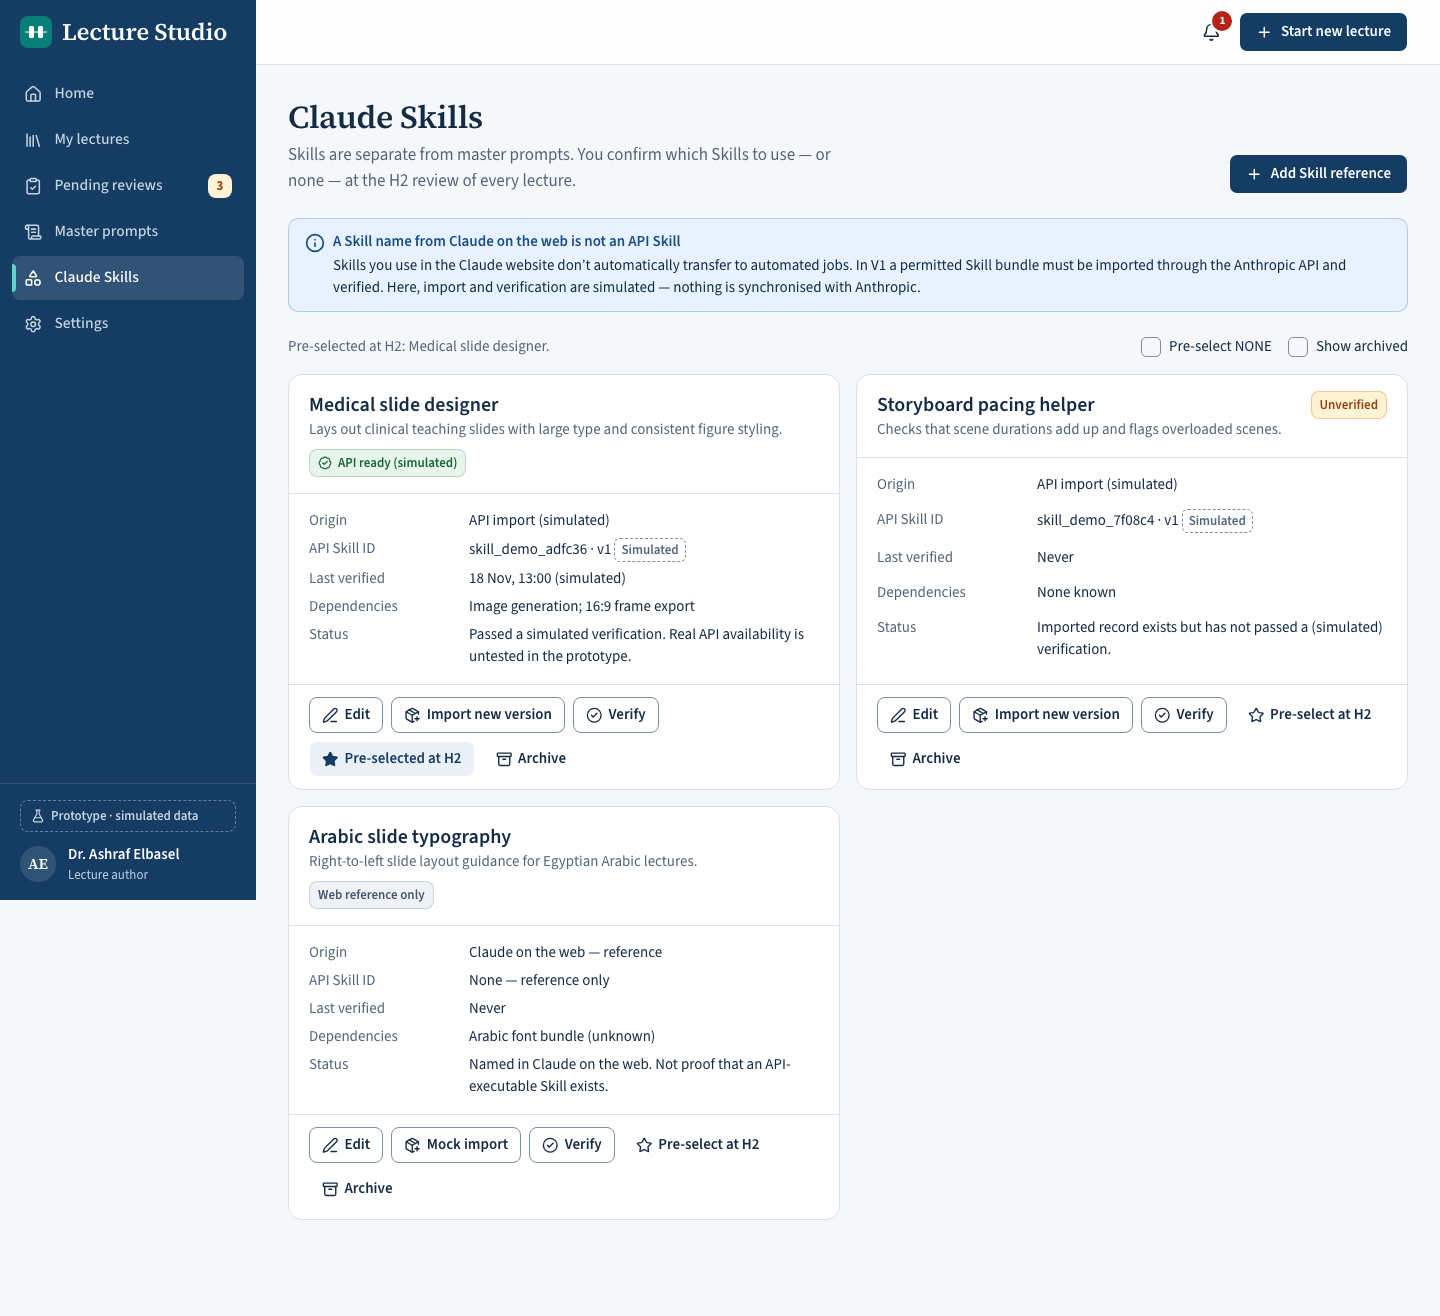 Lecture Studio
1
Start new lecture
Home
My lectures
Pending reviews 3
Master prompts
Claude Skills
Settings
Prototype · simulated data
AE
Dr. Ashraf Elbasel
Lecture author
Claude Skills
Skills are separate from master prompts. You confirm which Skills to use — or
none — at the H2 review of every lecture.
Add Skill reference
A Skill name from Claude on the web is not an API Skill
Skills you use in the Claude website don't automatically transfer to automated jobs. In V1 a permitted Skill bundle must be imported through the Anthropic API and
verified. Here, import and verification are simulated — nothing is synchronised with Anthropic.
Pre-selected at H2: Medical slide designer.
Pre-select NONE
Show archived
Medical slide designer
Lays out clinical teaching slides with large type and consistent figure styling.
API ready (simulated)
Origin API import (simulated)
API Skill ID skill_demo_adfc36 · v1 Simulated
Last verified 18 Nov, 13:00 (simulated)
Dependencies Image generation; 16:9 frame export
Status Passed a simulated verification. Real API availability is
untested in the prototype.
Edit Import new version Verify
Pre-selected at H2 Archive
Storyboard pacing helper
Unverified
Checks that scene durations add up and flags overloaded scenes.
Origin API import (simulated)
API Skill ID skill_demo_7f08c4 · v1 Simulated
Last verified Never
Dependencies None known
Status Imported record exists but has not passed a (simulated)
verification.
Edit Import new version Verify Pre-select at H2
Archive
Arabic slide typography
Right-to-left slide layout guidance for Egyptian Arabic lectures.
Web reference only
Origin Claude on the web — reference
API Skill ID None — reference only
Last verified Never
Dependencies Arabic font bundle (unknown)
Status Named in Claude on the web. Not proof that an API-
executable Skill exists.
Edit Mock import Verify Pre-select at H2
Archive